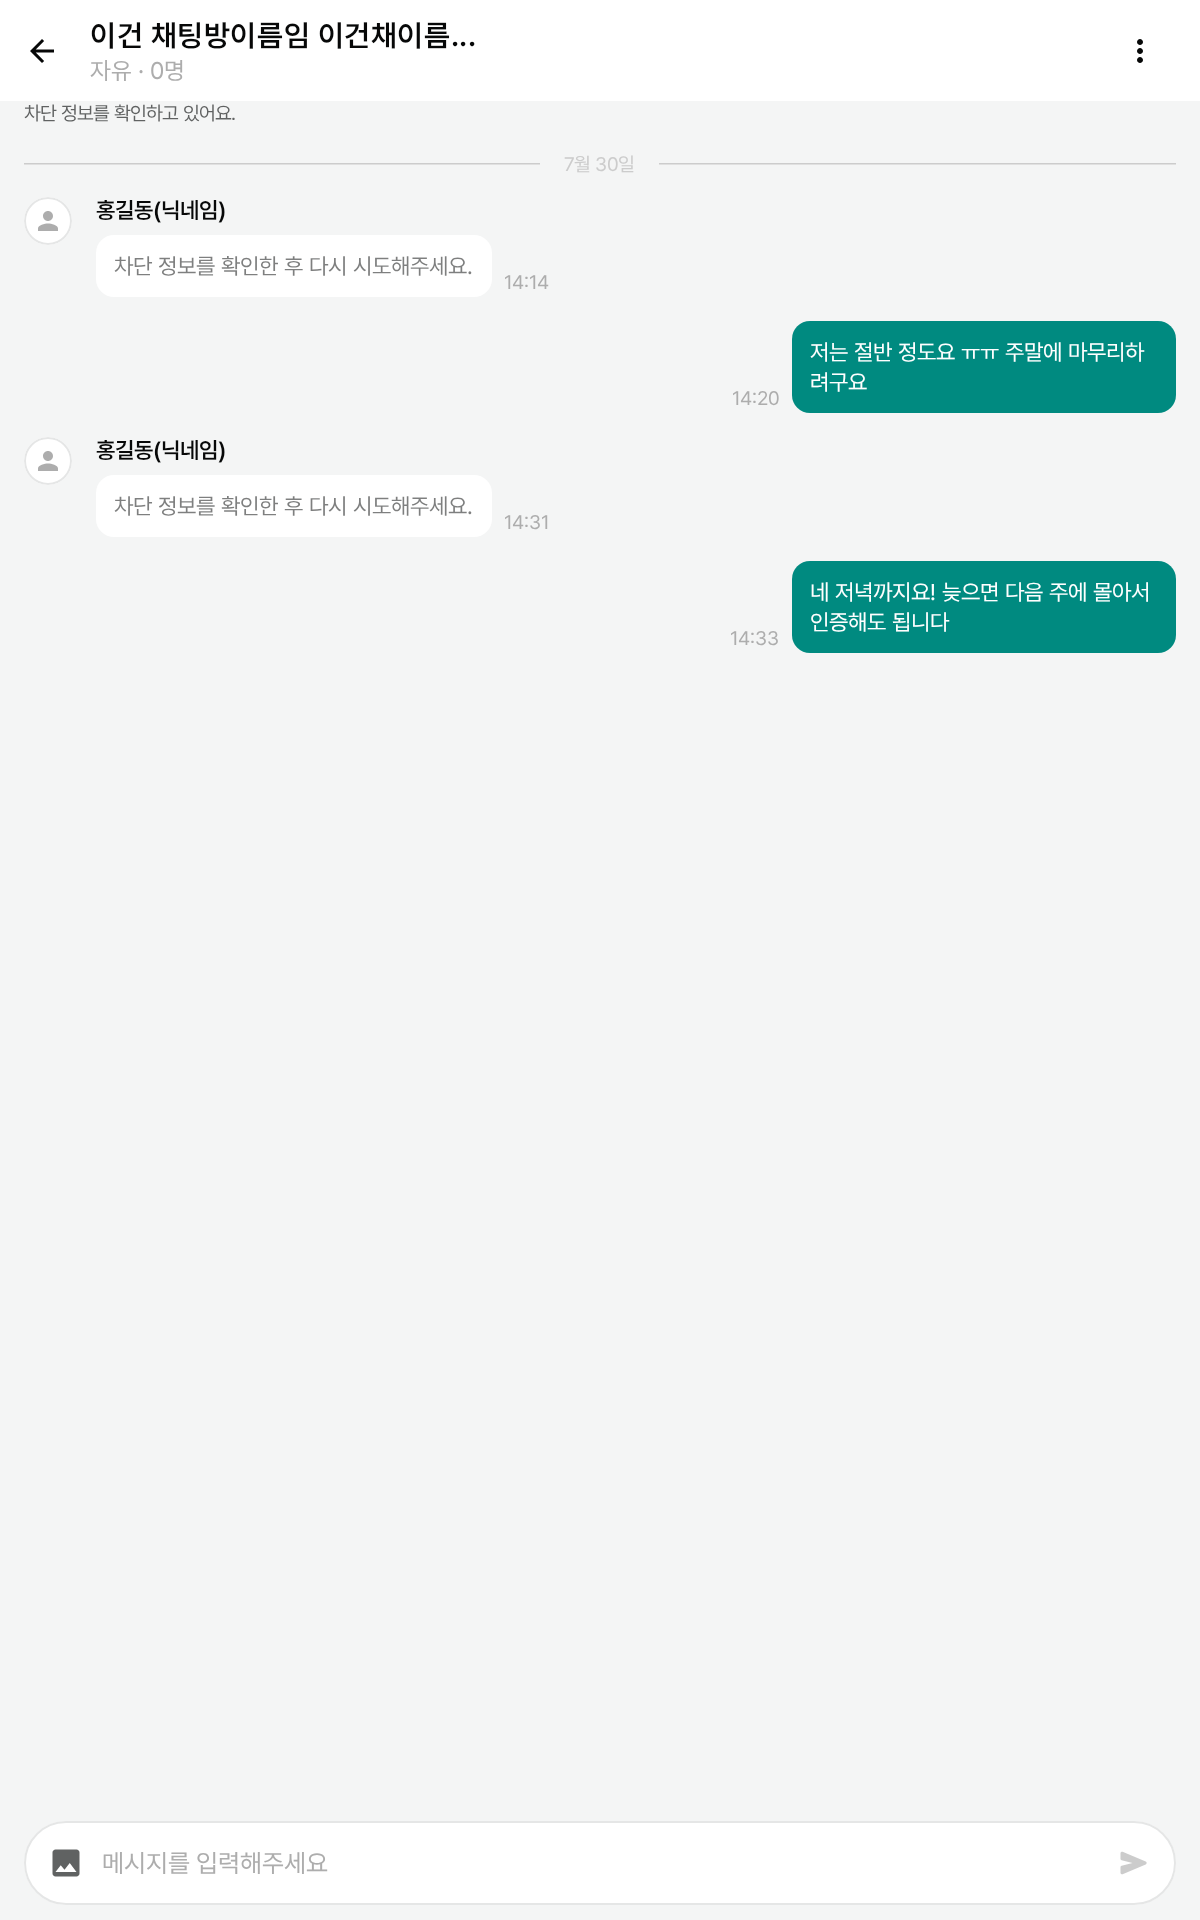 이건 채팅방이름임 이건채이름...
자유 · 0명
차단 정보를 확인하고 있어요.
7월 30일
홍길동(닉네임)
차단 정보를 확인한 후 다시 시도해주세요.
14:14
저는 절반 정도요 ㅠㅠ 주말에 마무리하
려구요
14:20
홍길동(닉네임)
차단 정보를 확인한 후 다시 시도해주세요.
14:31
네 저녁까지요! 늦으면 다음 주에 몰아서
인증해도 됩니다
14:33
메시지를 입력해주세요